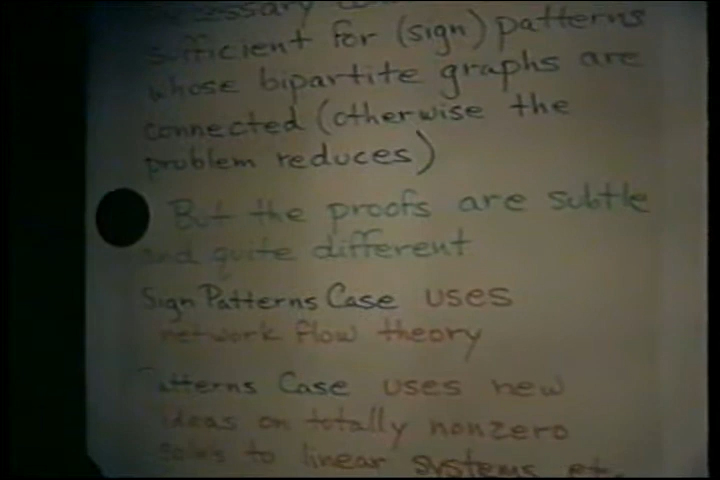 sufficient for (sign) patterns
whose bipartite graphs are
connected (otherwise the
problem reduces)
But the proofs are subtle
and quite different
Sign Patterns Case uses
network flow theory
Patterns Case uses new
ideas on totally nonzero
to linear systems etc.